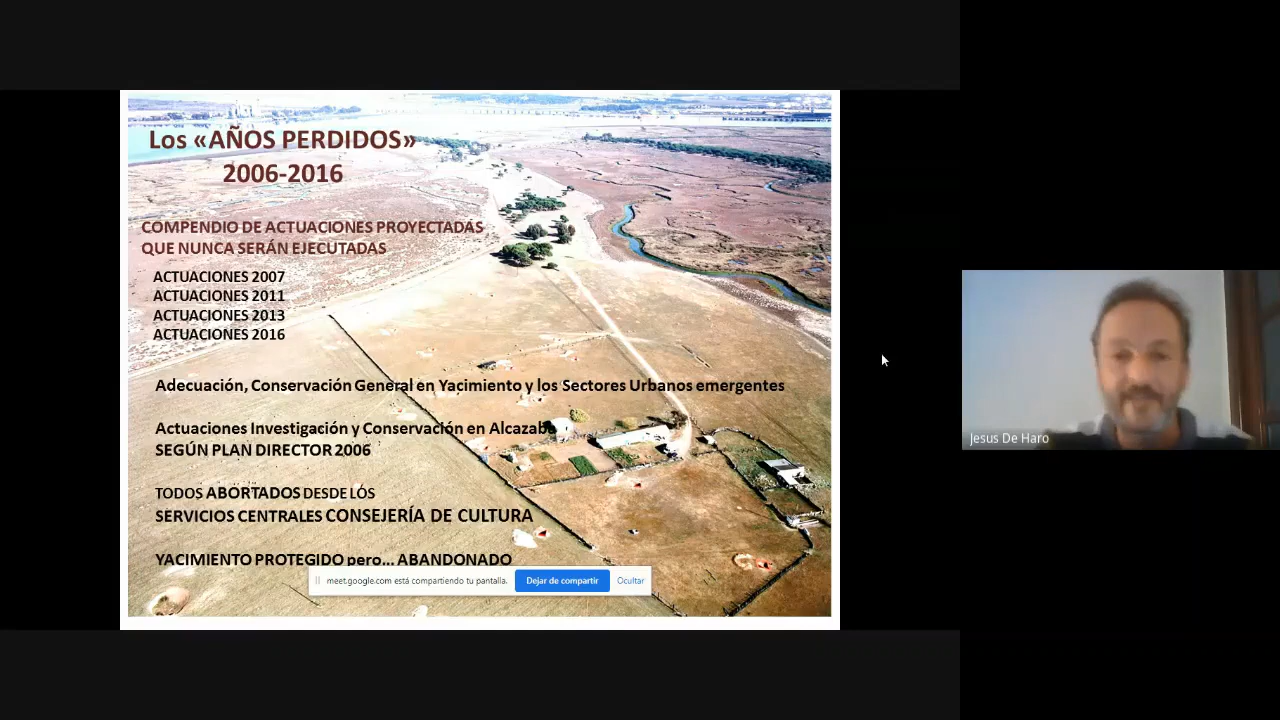 Los «AÑOS PERDIDOS»
2006-2016
COMPENDIO DE ACTUACIONES PROYECTADAS
QUE NUNCA SERÁN EJECUTADAS
ACTUACIONES 2007
ACTUACIONES 2011
ACTUACIONES 2013
ACTUACIONES 2016
Adecuación, Conservación General en Yacimiento y los Sectores Urbanos emergentes
Actuaciones Investigación y Conservación en Alcazaba
SEGÚN PLAN DIRECTOR 2006
TODOS ABORTADOS DESDE LOS
SERVICIOS CENTRALES CONSEJERÍA DE CULTURA
YACIMIENTO PROTEGIDO pero... ABANDONADO
meet.google.com está compartiendo tu pantalla. Dejar de compartir Ocultar
Jesus De Haro